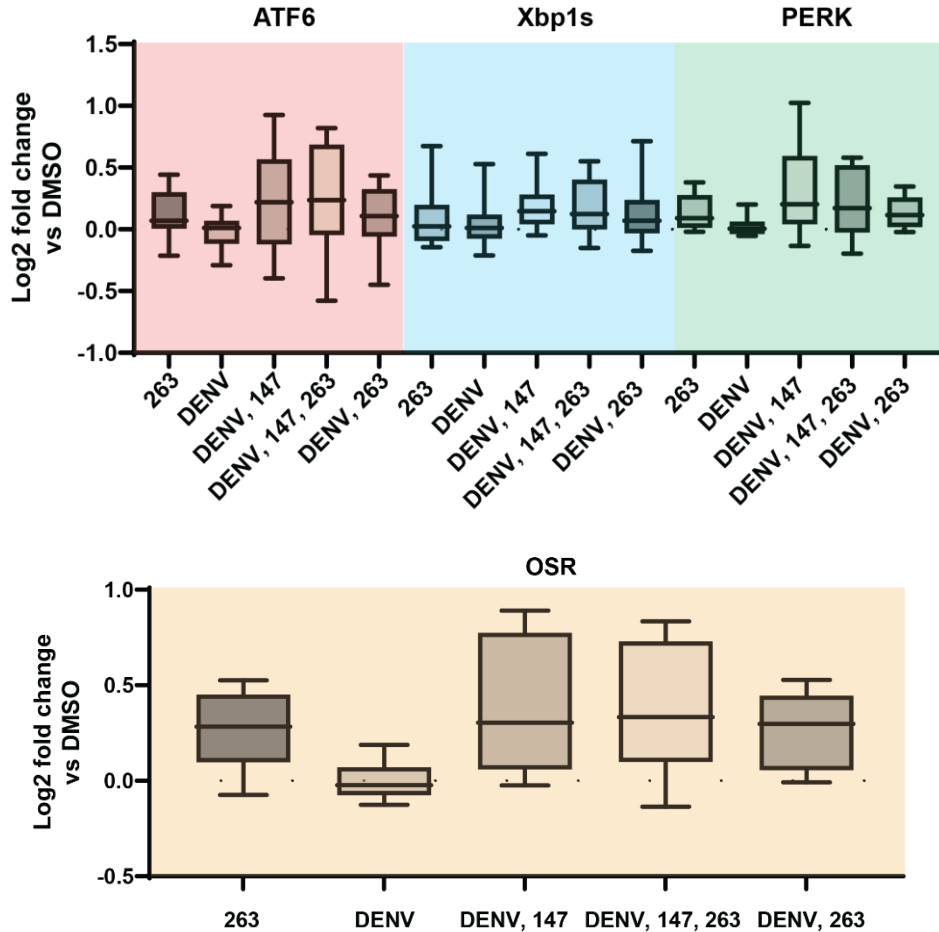 ATF6 Xbp1s PERK
Log2 fold change
vs DMSO
1.5
1.0
0.5
0.0
-0.5
-1.0
263 DENV DENV, 147 DENV, 147, 263 DENV, 263 263 DENV DENV, 147 DENV, 147, 263 DENV, 263 263 DENV DENV, 147 DENV, 147, 263 DENV, 263
OSR
Log2 fold change
vs DMSO
1.0
0.5
0.0
-0.5
263 DENV DENV, 147 DENV, 147, 263 DENV, 263